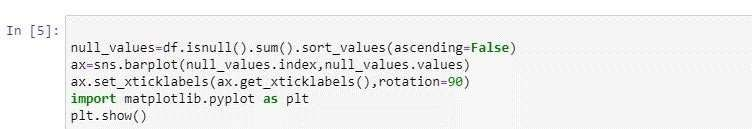 In [5]:
null_values=df.isnull().sum().sort_values(ascending=False)
ax=sns.barplot(null_values.index,null_values.values)
ax.set_xticklabels(ax.get_xticklabels(),rotation=90)
import matplotlib.pyplot as plt
plt.show()